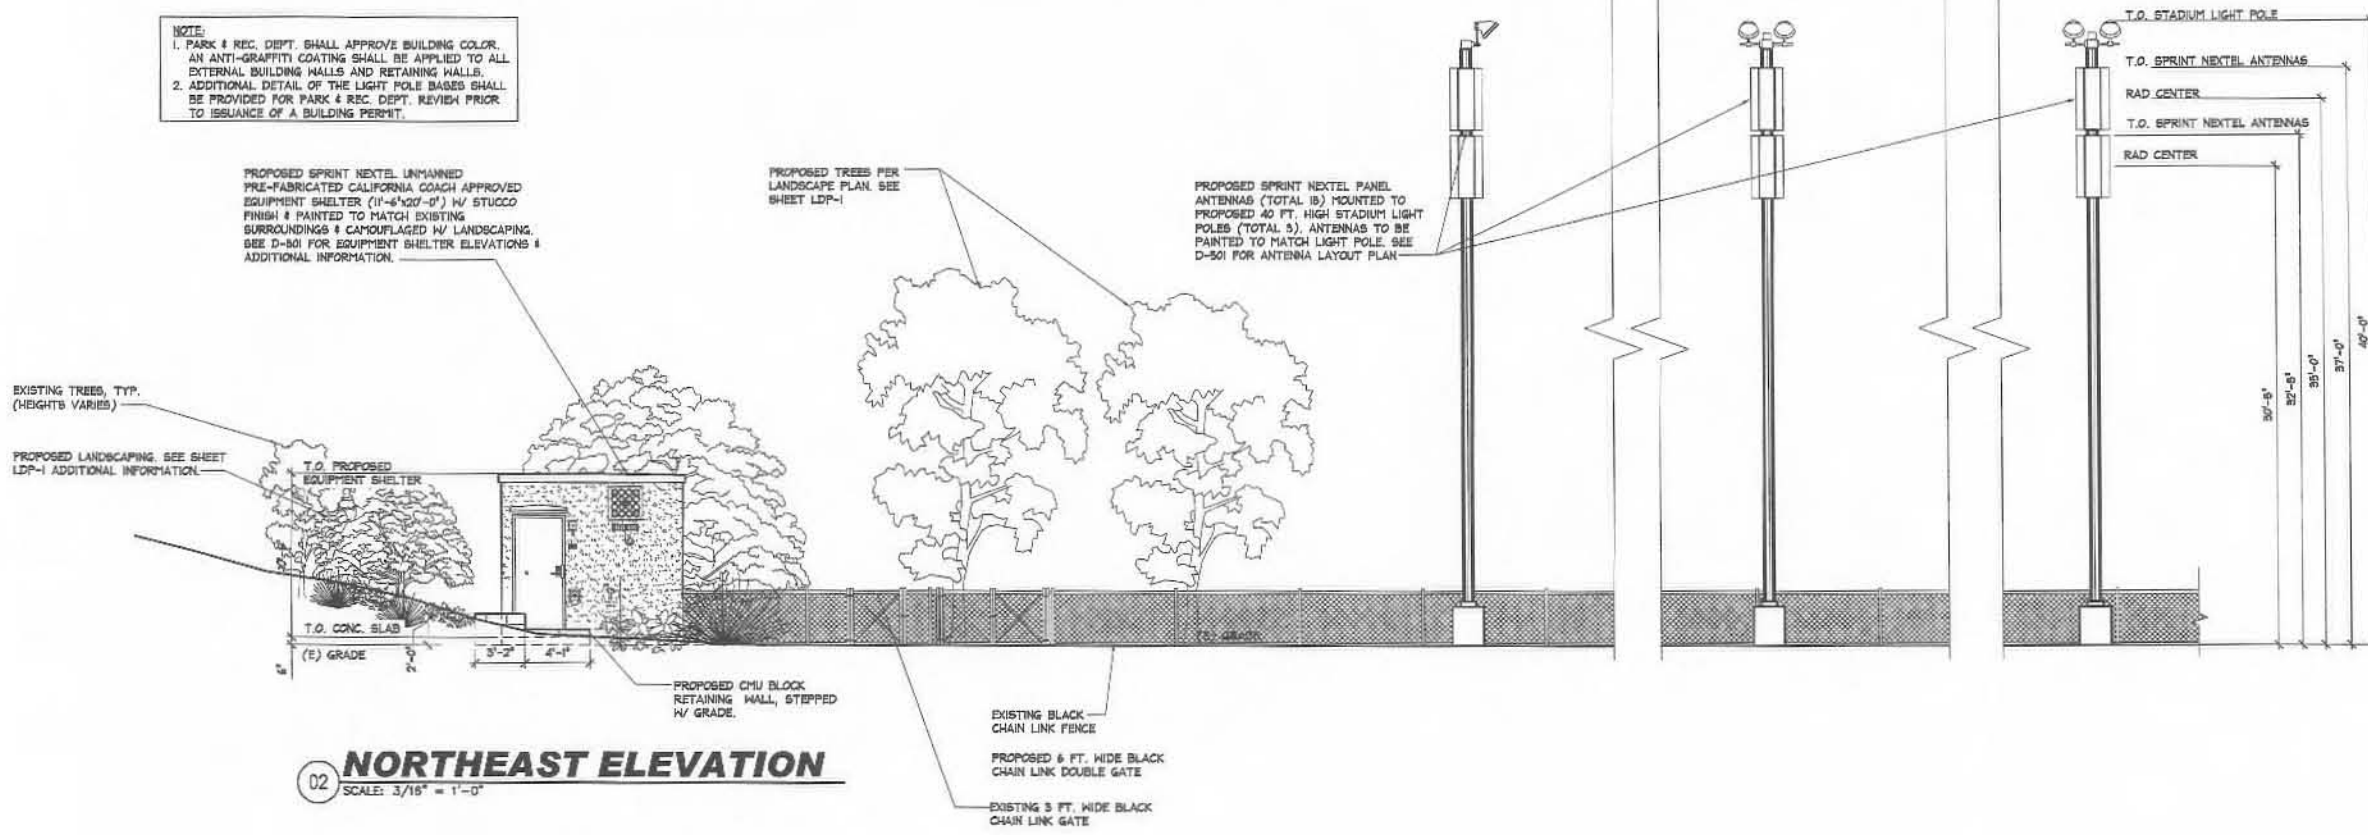 NOTE:
1. PARK & REC. DEPT. SHALL APPROVE BUILDING COLOR.
AN ANTI-GRAFFITI COATING SHALL BE APPLIED TO ALL
EXTERNAL BUILDING WALLS AND RETAINING WALLS.
2. ADDITIONAL DETAIL OF THE LIGHT POLE BASES SHALL
BE PROVIDED FOR PARK & REC. DEPT. REVIEW PRIOR
TO ISSUANCE OF A BUILDING PERMIT.
PROPOSED SPRINT NEXTEL UNMANNED
PRE-FABRICATED CALIFORNIA COACH APPROVED
EQUIPMENT SHELTER (11'-6"x20'-0") W/ STUCCO
FINISH & PAINTED TO MATCH EXISTING
SURROUNDINGS & CAMOUFLAGED W/ LANDSCAPING.
SEE D-501 FOR EQUIPMENT SHELTER ELEVATIONS &
ADDITIONAL INFORMATION.
PROPOSED TREES PER
LANDSCAPE PLAN. SEE
SHEET LDP-1
PROPOSED SPRINT NEXTEL PANEL
ANTENNAS (TOTAL 18) MOUNTED TO
PROPOSED 40 FT. HIGH STADIUM LIGHT
POLES (TOTAL 3). ANTENNAS TO BE
PAINTED TO MATCH LIGHT POLE. SEE
D-501 FOR ANTENNA LAYOUT PLAN
T.O. STADIUM LIGHT POLE
T.O. SPRINT NEXTEL ANTENNAS
RAD CENTER
T.O. SPRINT NEXTEL ANTENNAS
RAD CENTER
30'-6"
32'-6"
35'-0"
37'-0"
40'-0"
EXISTING TREES, TYP.
(HEIGHTS VARIES)
PROPOSED LANDSCAPING. SEE SHEET
LDP-1 ADDITIONAL INFORMATION.
T.O. PROPOSED
EQUIPMENT SHELTER
T.O. CONC. SLAB
(E) GRADE
6"
2'-0"
3'-2"
4'-1"
(E) GRADE
PROPOSED CMU BLOCK
RETAINING WALL, STEPPED
W/ GRADE.
EXISTING BLACK
CHAIN LINK FENCE
PROPOSED 6 FT. WIDE BLACK
CHAIN LINK DOUBLE GATE
EXISTING 3 FT. WIDE BLACK
CHAIN LINK GATE
02 NORTHEAST ELEVATION
SCALE: 3/16" = 1'-0"